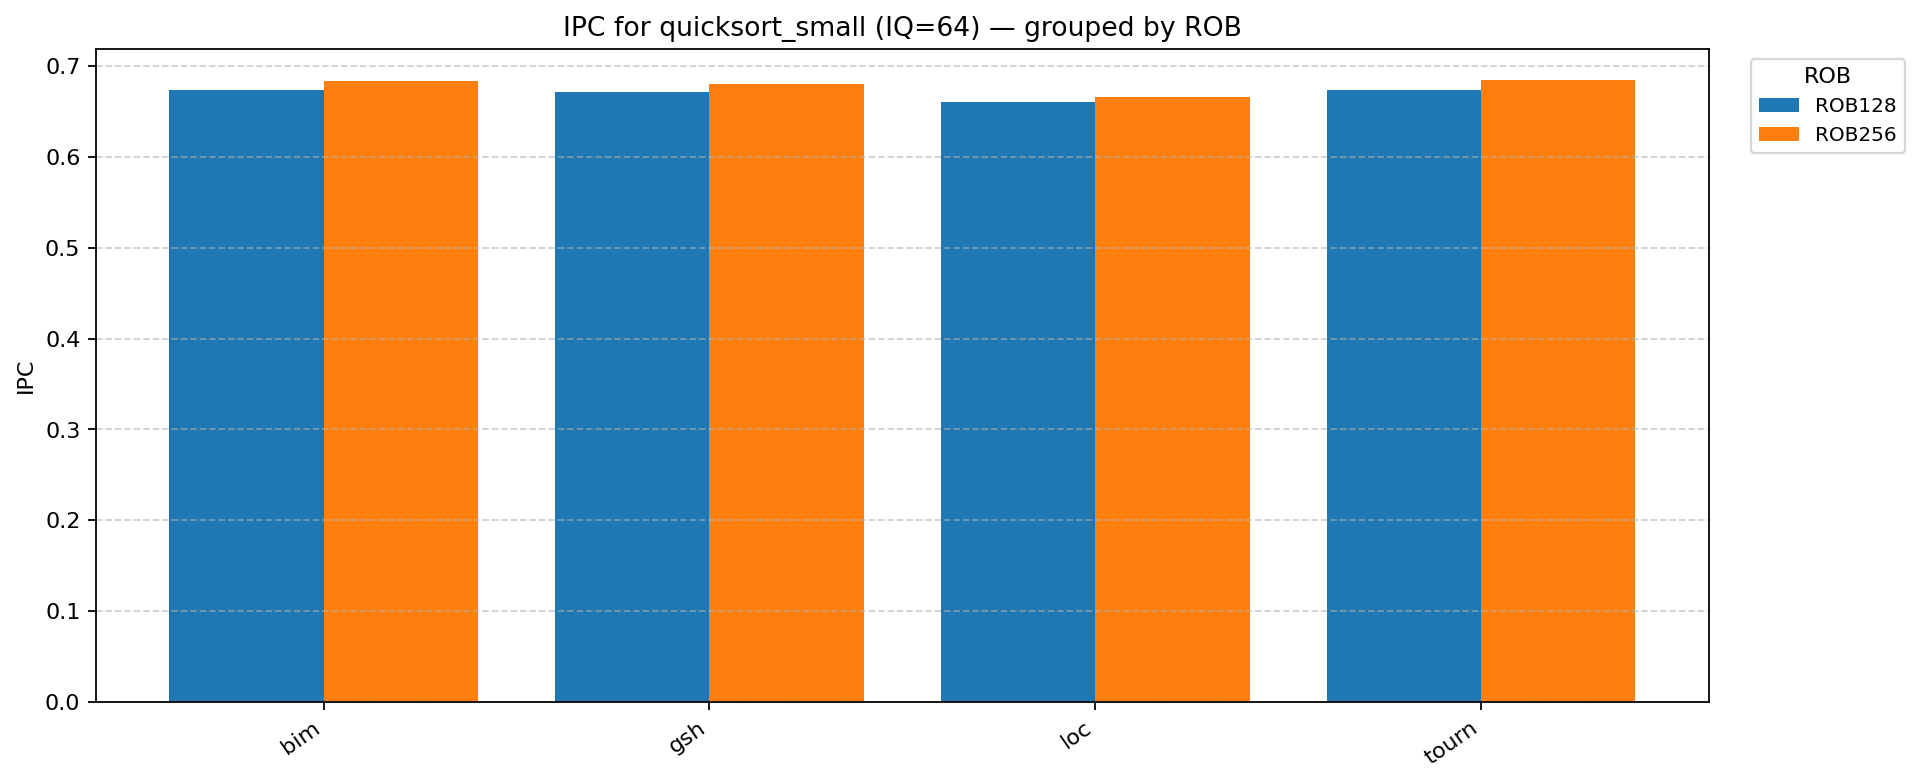 IPC for quicksort_small (IQ=64) — grouped by ROB
0.7
0.6
0.5
0.4
0.3
0.2
0.1
0.0
IPC
bim
gsh
loc
tourn
ROB
ROB128
ROB256